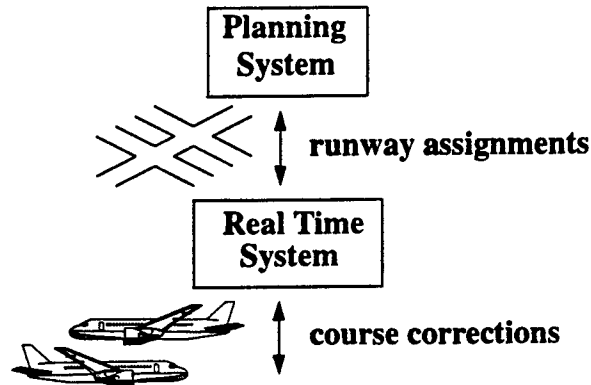 Planning
System
runway assignments
Real Time
System
course corrections